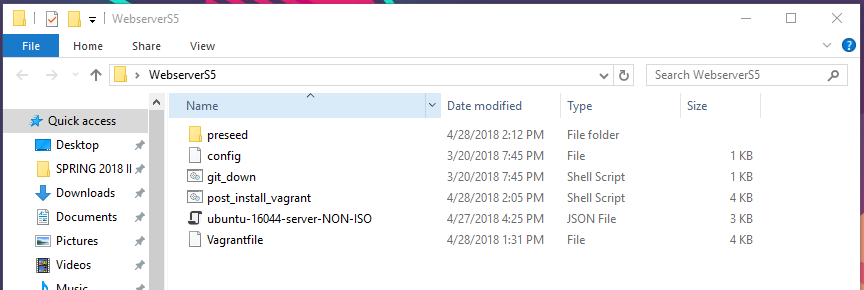 WebserverS5
File Home Share View
WebserverS5 Search WebserverS5
Name Date modified Type Size
Quick access
Desktop
SPRING 2018 II
Downloads
Documents
Pictures
Videos
Music
preseed 4/28/2018 2:12 PM File folder
config 3/20/2018 7:45 PM File 1 KB
git_down 3/20/2018 7:45 PM Shell Script 1 KB
post_install_vagrant 4/28/2018 2:05 PM Shell Script 4 KB
ubuntu-16044-server-NON-ISO 4/27/2018 4:25 PM JSON File 3 KB
Vagrantfile 4/28/2018 1:31 PM File 4 KB